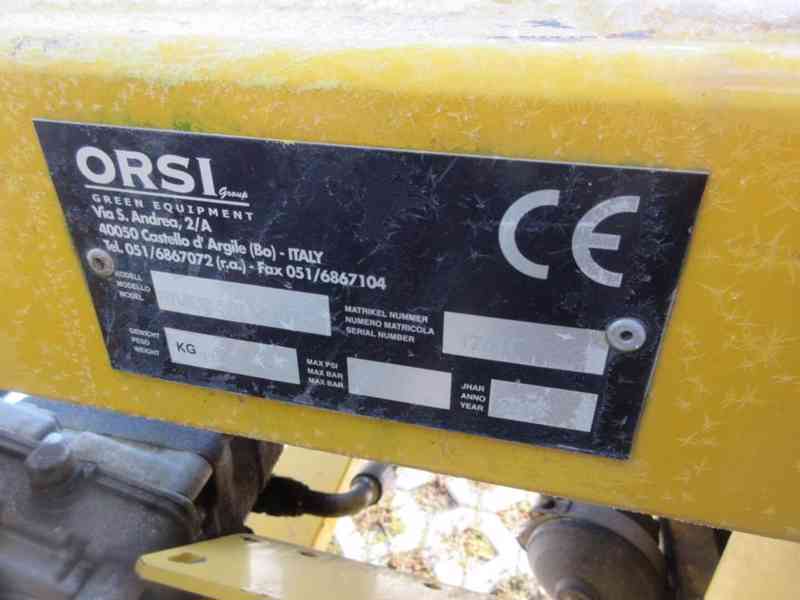 ORSI Group
GREEN EQUIPMENT
Via S. Andrea, 2/A
40050 Castello d' Argile (Bo) - ITALY
Tel. 051/6867072 (r.a.) - Fax 051/6867104
CE
MODELL
MODELLO
MODEL
MATRIKEL NUMMER
NUMERO MATRICOLA
SERIAL NUMBER
GEWICHT
PESO
WEIGHT
KG
MAX PSI
MAX BAR
MAX BAR
JHAR
ANNO
YEAR